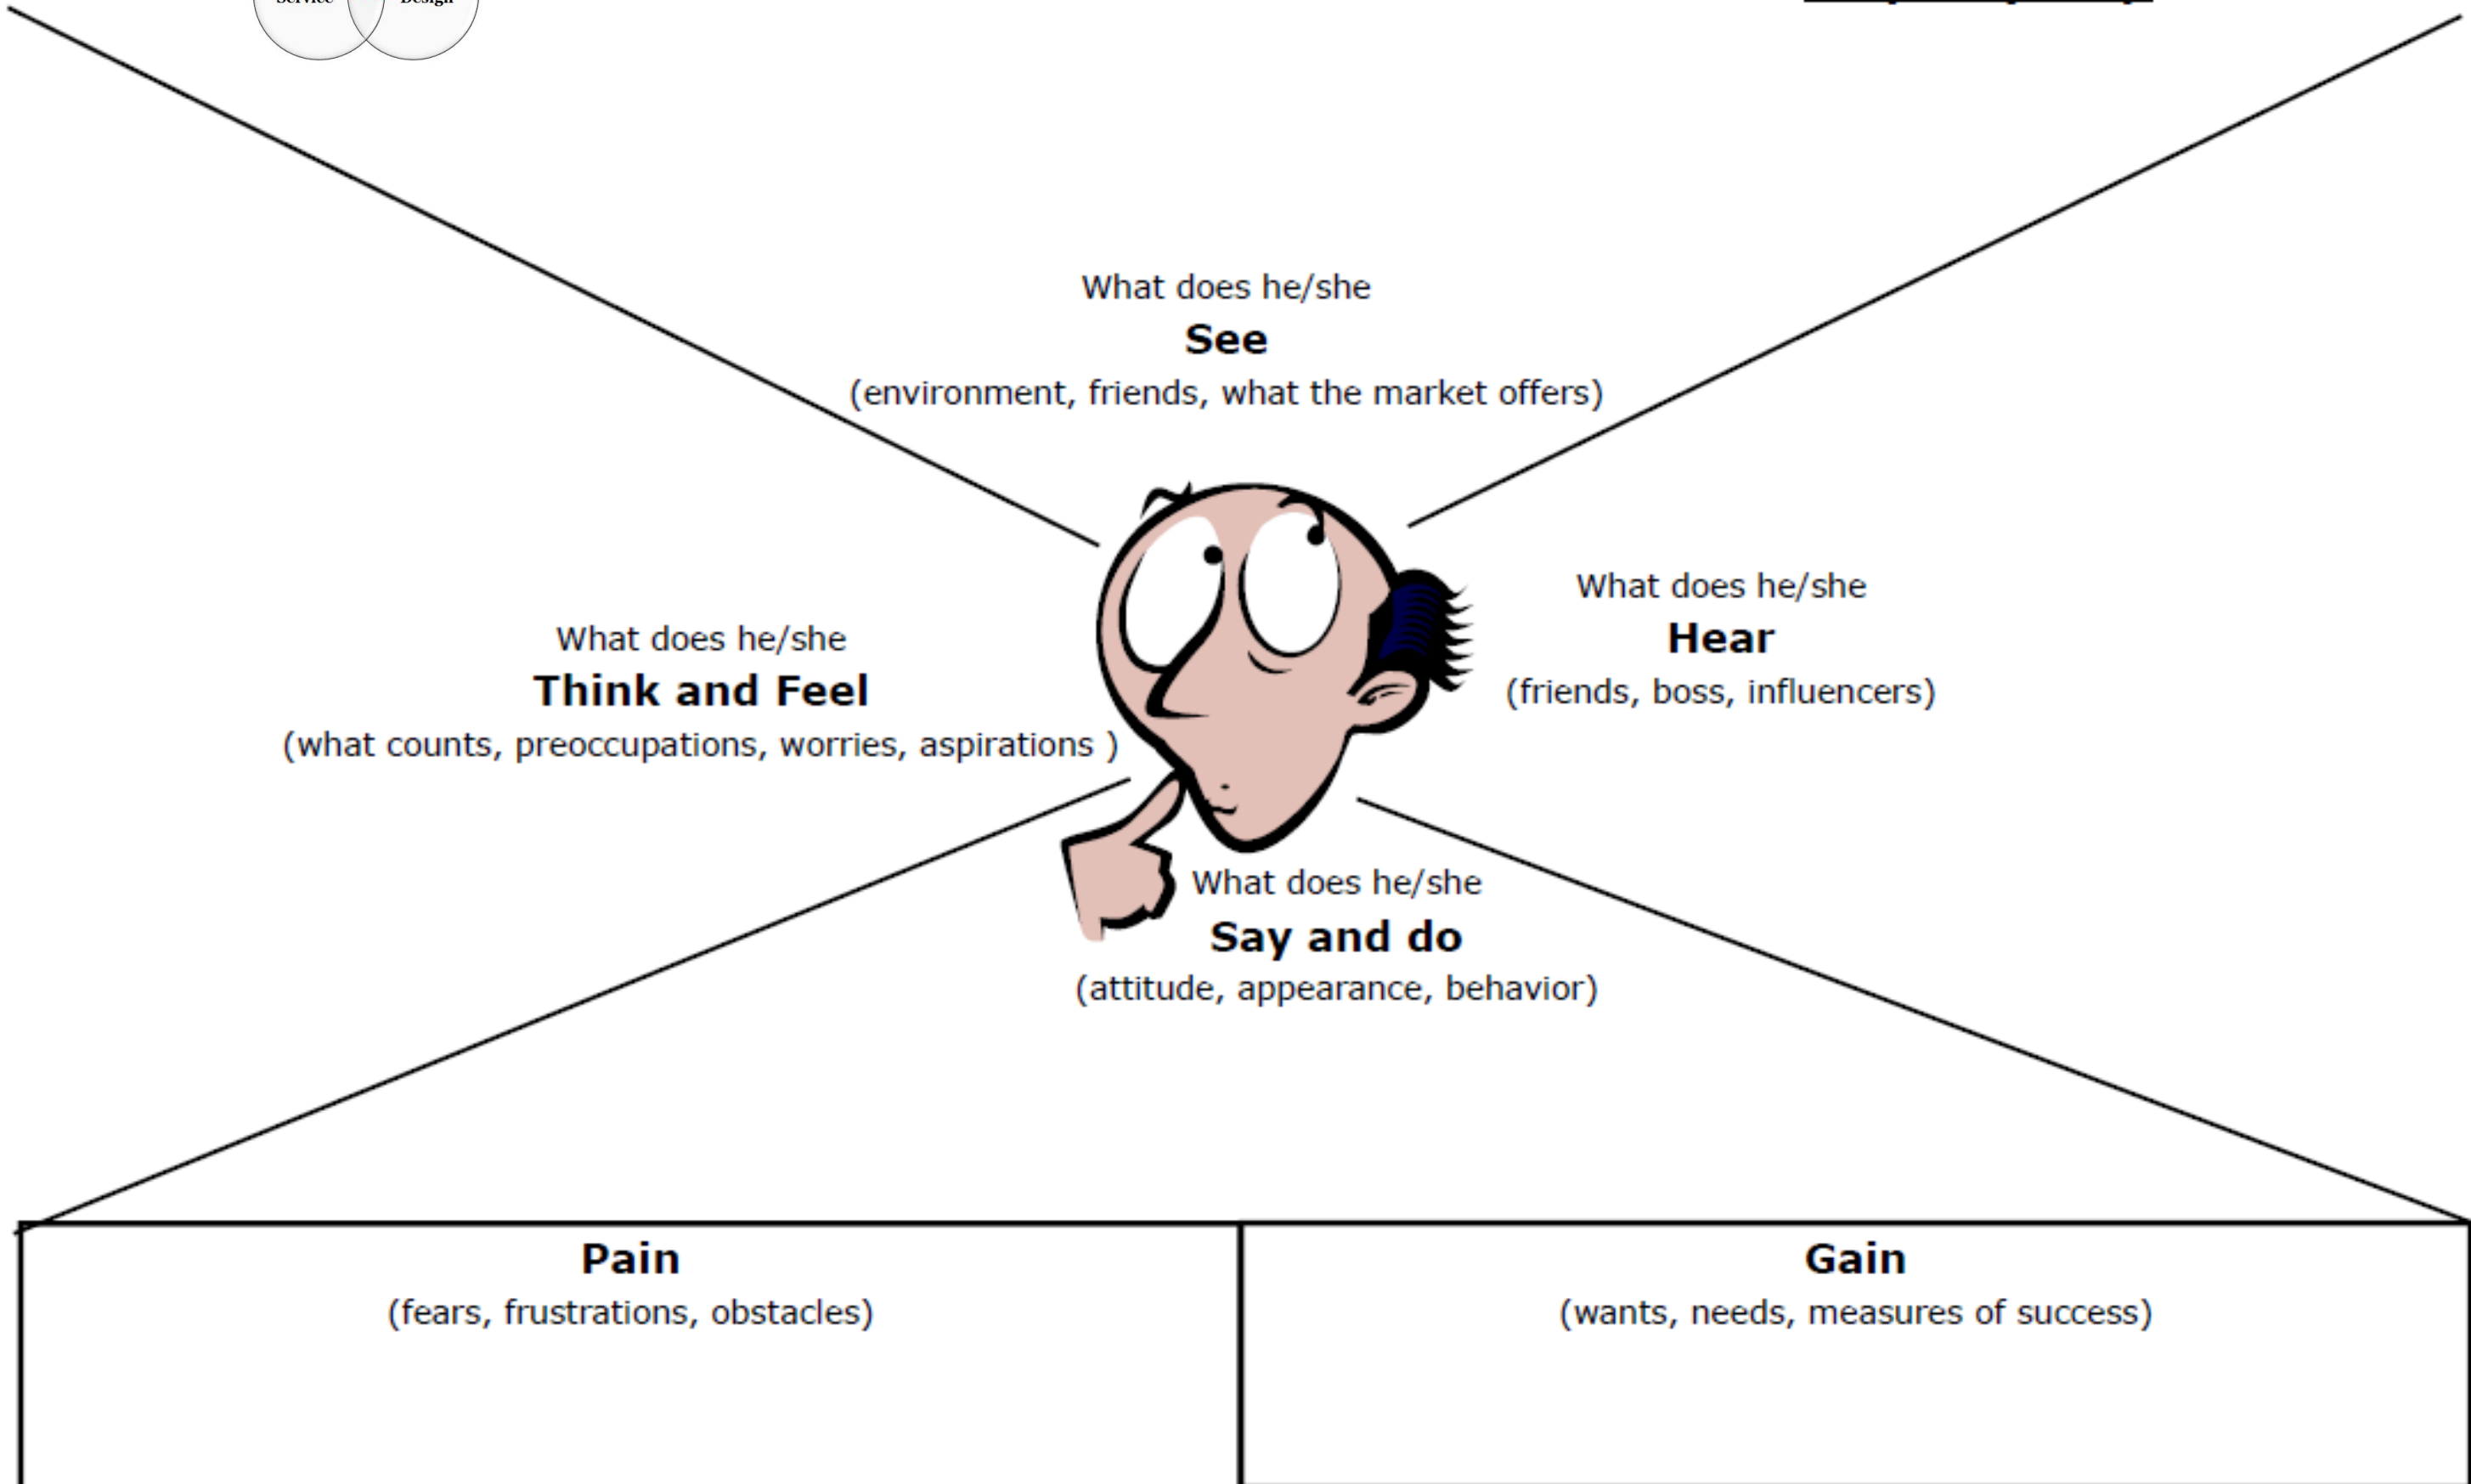 Service Design
What does he/she
See
(environment, friends, what the market offers)
What does he/she
Hear
(friends, boss, influencers)
What does he/she
Think and Feel
(what counts, preoccupations, worries, aspirations )
What does he/she
Say and do
(attitude, appearance, behavior)
Pain
(fears, frustrations, obstacles)
Gain
(wants, needs, measures of success)